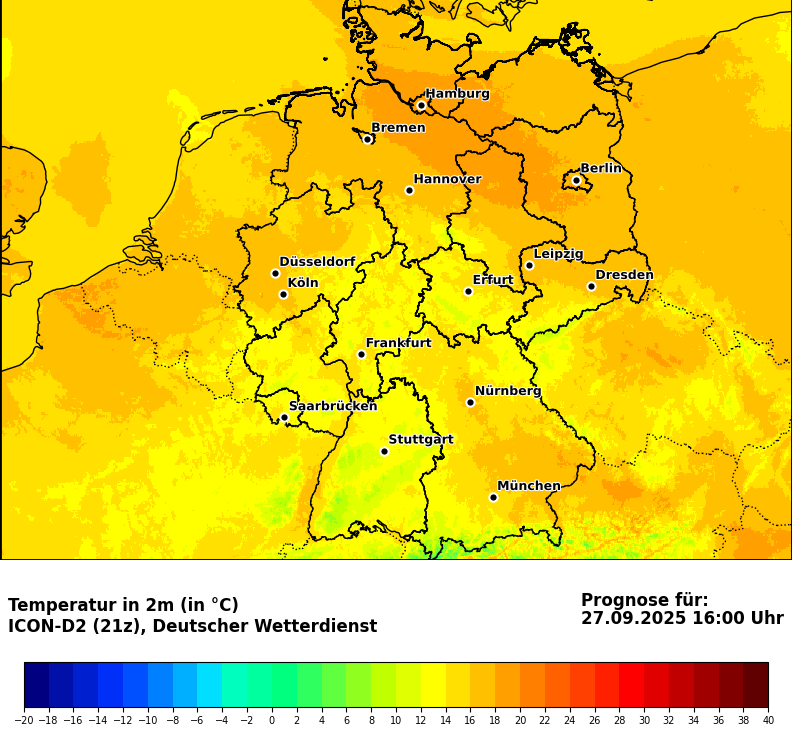 Hamburg
Bremen
Berlin
Hannover
Leipzig
Düsseldorf
Dresden
Köln
Erfurt
Frankfurt
Nürnberg
Saarbrücken
Stuttgart
München
Temperatur in 2m (in °C)
ICON-D2 (21z), Deutscher Wetterdienst
Prognose für:
27.09.2025 16:00 Uhr
−20 −18 −16 −14 −12 −10 −8 −6 −4 −2 0 2 4 6 8 10 12 14 16 18 20 22 24 26 28 30 32 34 36 38 40